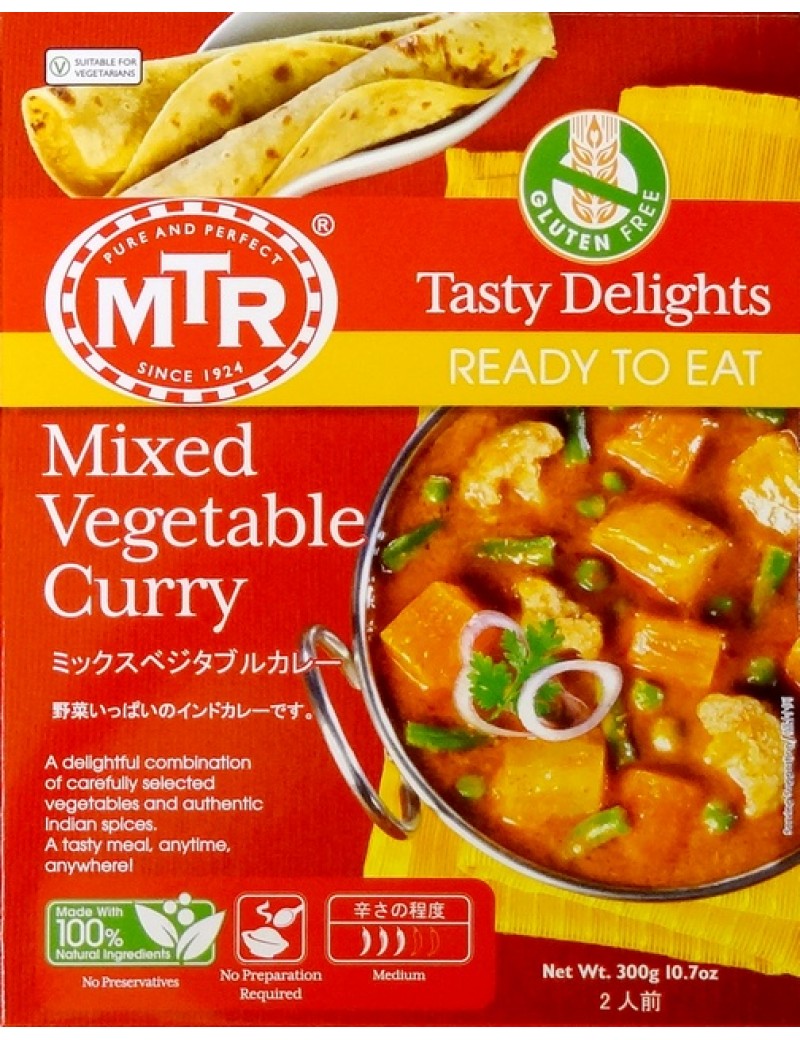 SUITABLE FOR
VEGETARIANS
GLUTEN FREE
PURE AND PERFECT
®
MTR
SINCE 1924
Tasty Delights
READY TO EAT
Mixed
Vegetable
Curry
ミックスベジタブルカレー
野菜いっぱいのインドカレーです。
A delightful combination
of carefully selected
vegetables and authentic
Indian spices.
A tasty meal, anytime,
anywhere!
Made With
100%
Natural Ingredients
No Preservatives
No Preparation
Required
辛さの程度
Medium
Net Wt. 300g 10.7oz
2 人前